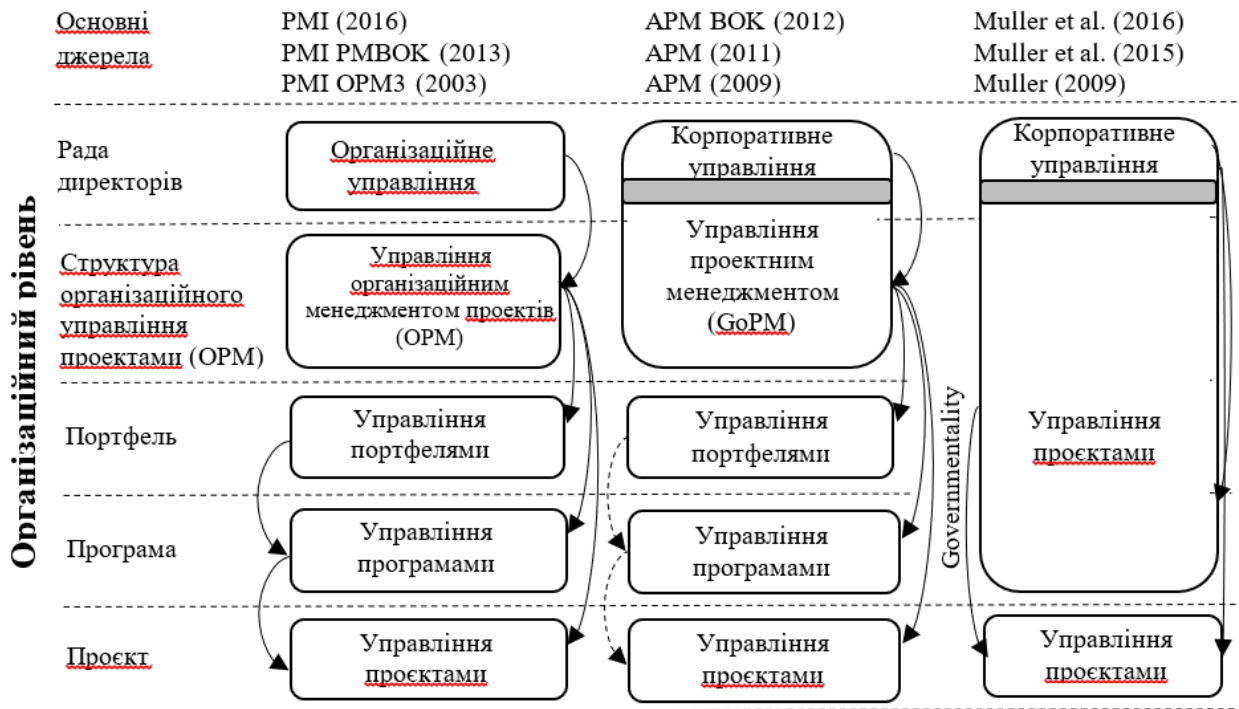 Основні
джерела
PMI (2016)
PMI PMBOK (2013)
PMI OPM3 (2003)
APM BOK (2012)
APM (2011)
APM (2009)
Muller et al. (2016)
Muller et al. (2015)
Muller (2009)
Організаційний рівень
Рада
директорів
Організаційне
управління
Корпоративне
управління
Корпоративне
управління
Структура
організаційного
управління
проектами (OPM)
Управління
організаційним
менеджментом проектів
(OPM)
Управління
проектним
менеджментом
(GoPM)
Портфель
Управління
портфелями
Управління
портфелями
Governmentality
Управління
проєктами
Програма
Управління
програмами
Управління
програмами
Проєкт
Управління
проєктами
Управління
проєктами
Управління
проєктами